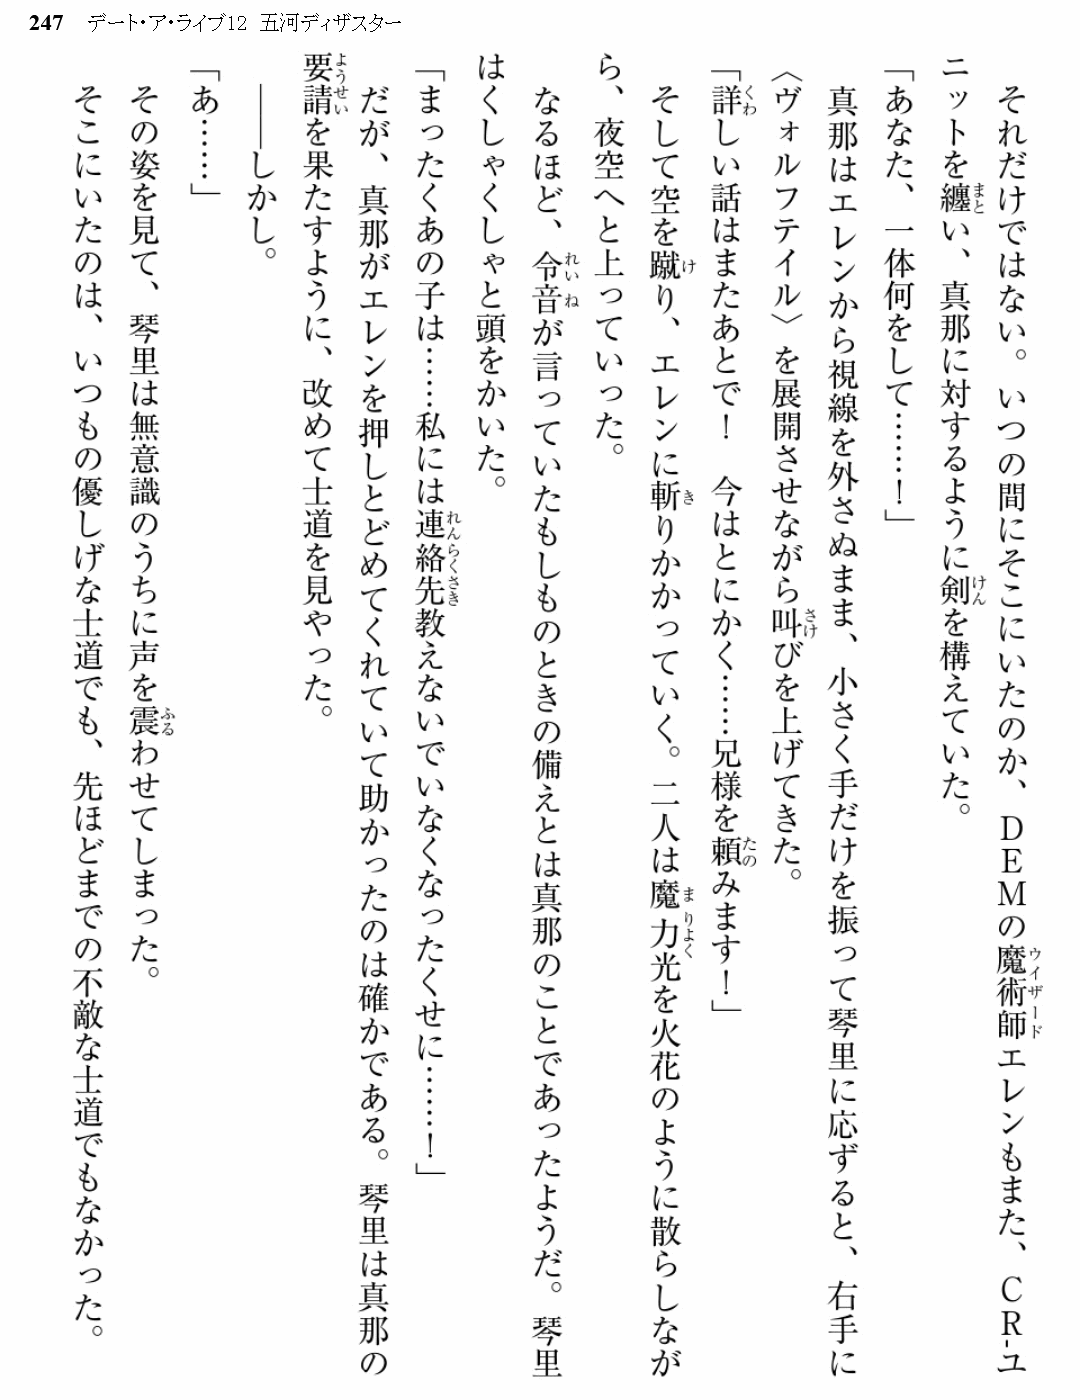 247 デート・ア・ライブ12 五河ディザスター
それだけではない。いつの間にそこにいたのか、DEMの魔術師エレンもまた、CR-ユ
ニットを纏い、真那に対するように剣を構えていた。
「あなた、一体何をして……！」
真那はエレンから視線を外さぬまま、小さく手だけを振って琴里に応ずると、右手に
〈ヴォルフテイル〉を展開させながら叫びを上げてきた。
「詳しい話はまたあとで！　今はとにかく……兄様を頼みます！」
そして空を蹴り、エレンに斬りかかっていく。二人は魔力光を火花のように散らしなが
ら、夜空へと上っていった。
なるほど、令音が言っていたもしものときの備えとは真那のことであったようだ。琴里
はくしゃくしゃと頭をかいた。
「まったくあの子は……私には連絡先教えないでいなくなったくせに……！」
だが、真那がエレンを押しとどめてくれていて助かったのは確かである。琴里は真那の
要請を果たすように、改めて士道を見やった。
――しかし。
「あ……」
その姿を見て、琴里は無意識のうちに声を震わせてしまった。
そこにいたのは、いつもの優しげな士道でも、先ほどまでの不敵な士道でもなかった。